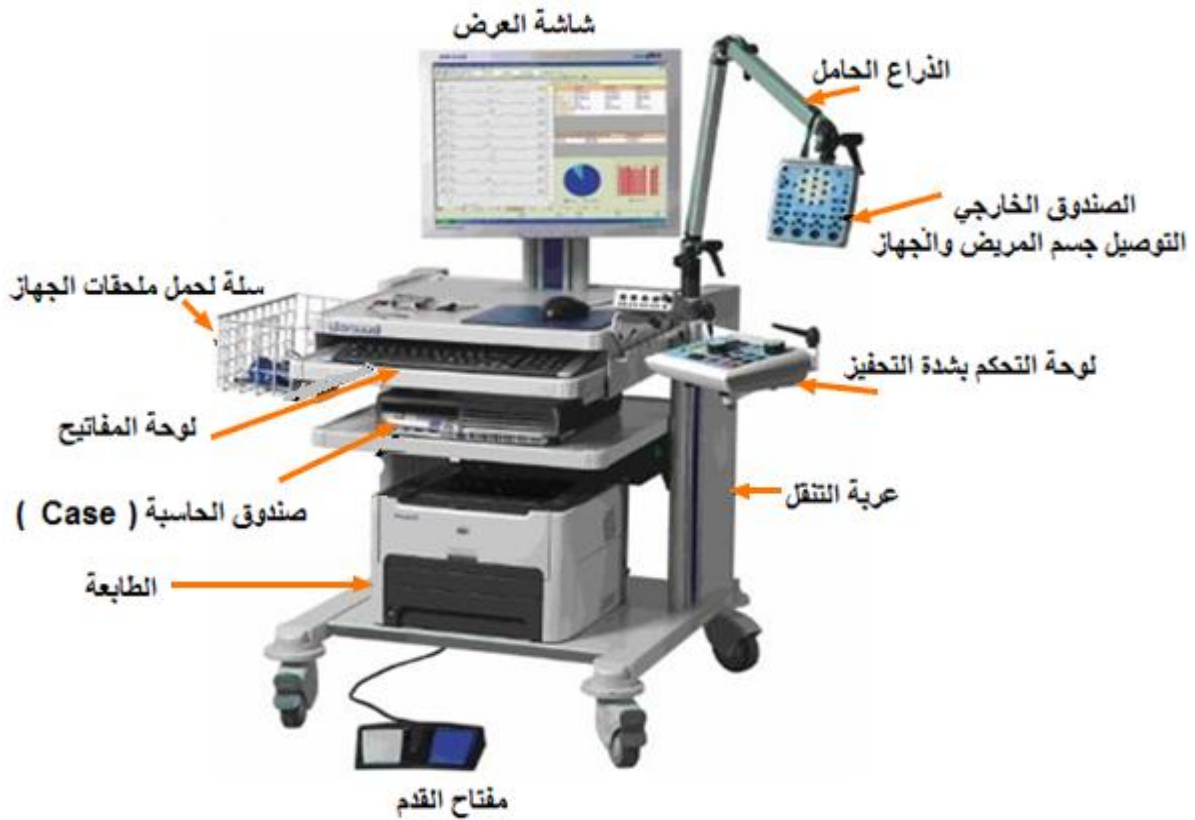 شاشة العرض
الذراع الحامل
الصندوق الخارجي
التوصيل جسم المريض والجهاز
سلة لحمل ملحقات الجهاز
لوحة التحكم بشدة التحفيز
لوحة المفاتيح
عربة التنقل
صندوق الحاسبة ( Case )
الطابعة
مفتاح القدم